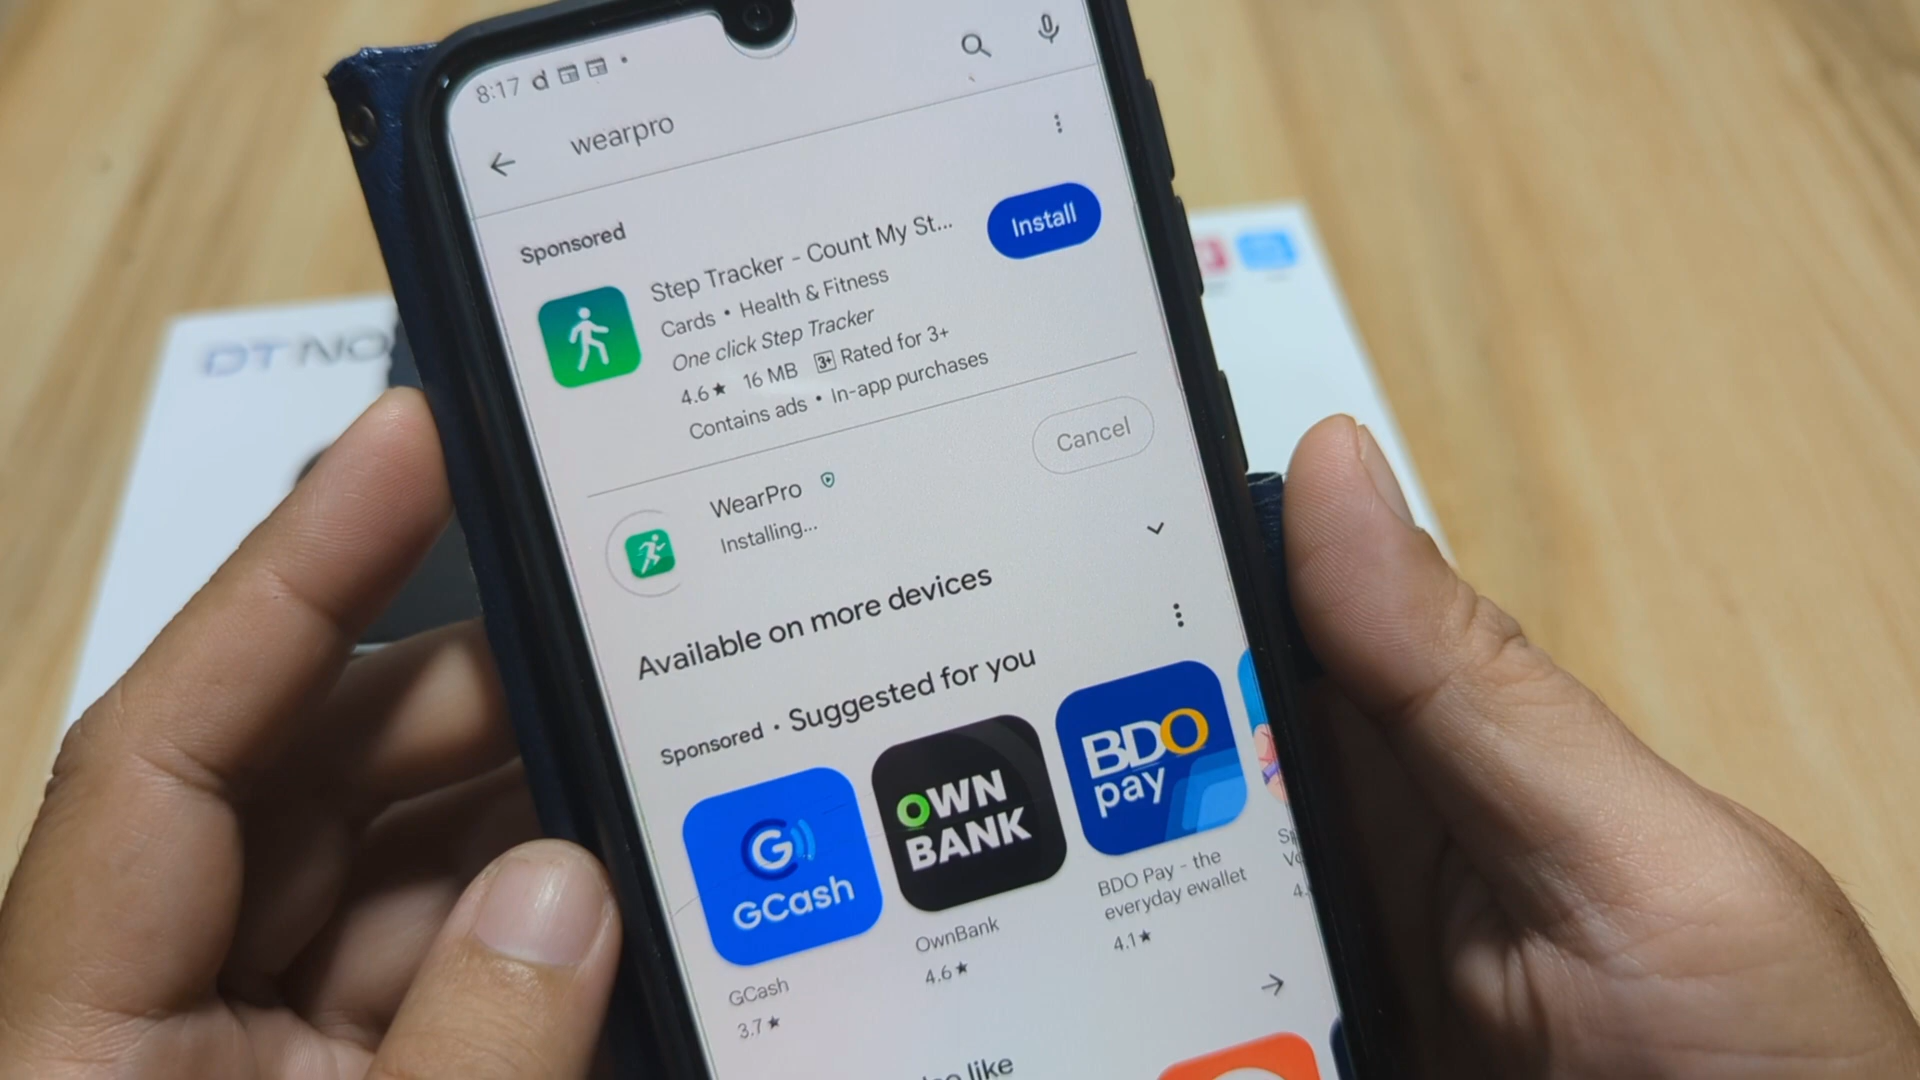 8:17
wearpro
Sponsored
Step Tracker - Count My St...
Install
Cards • Health & Fitness
One click Step Tracker
4.6★ 16 MB 3+ Rated for 3+
Contains ads • In-app purchases
WearPro
Cancel
Installing...
Available on more devices
Sponsored · Suggested for you
GCash
OWN
BANK
BDO
pay
GCash
3.7★
OwnBank
4.6★
BDO Pay - the
everyday ewallet
4.1★
like
DT NO